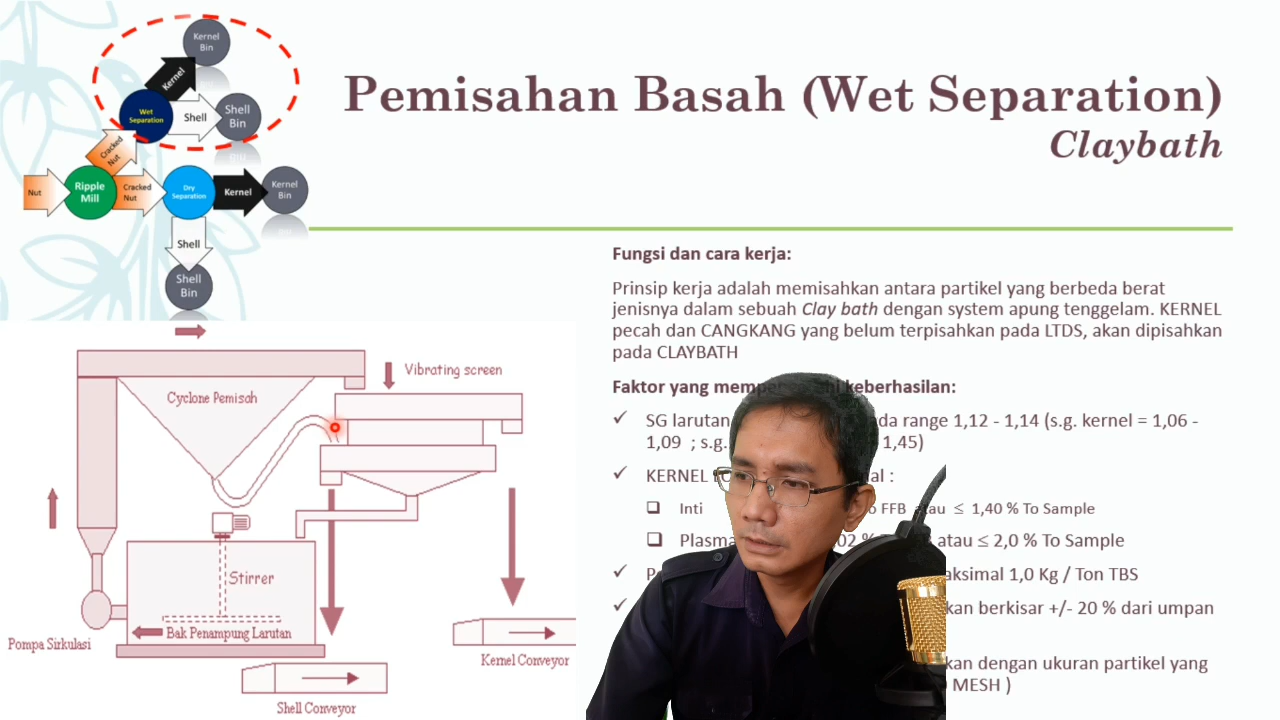 Kernel
Bin
Kernel
Wet
Separation
Shell
Shell
Bin
Cracked
Nut
Nut
Ripple
Mill
Cracked
Nut
Dry
Separation
Kernel
Kernel
Bin
Shell
Shell
Bin
Pemisahan Basah (Wet Separation)
Claybath
Cyclone Pemisah
Vibrating screen
Stirrer
Bak Penampung Larutan
Pompa Sirkulasi
Kernel Conveyor
Shell Conveyor
Fungsi dan cara kerja:
Prinsip kerja adalah memisahkan antara partikel yang berbeda berat
jenisnya dalam sebuah Clay bath dengan system apung tenggelam. KERNEL
pecah dan CANGKANG yang belum terpisahkan pada LTDS, akan dipisahkan
pada CLAYBATH
Faktor yang keberhasilan:
SG larutan range 1,12 - 1,14 (s.g. kernel = 1,06 -
1,09 ; s.g. 1,45)
KERNEL :
Inti FFB atau ≤ 1,40 % To Sample
Plasma % atau ≤ 2,0 % To Sample
1,0 Kg / Ton TBS
berkisar +/- 20 % dari umpan
dengan ukuran partikel yang
MESH )